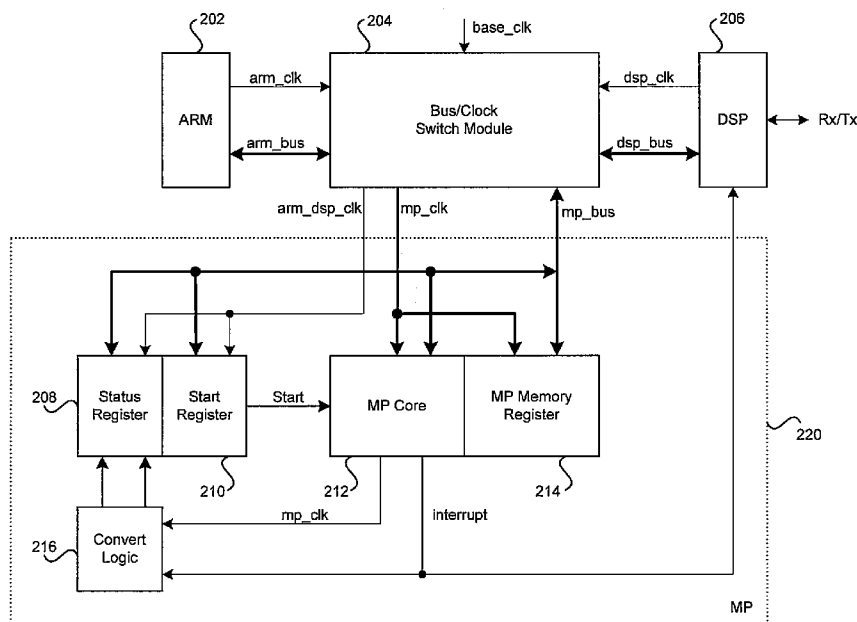 202
204
base_clk
206
arm_clk
dsp_clk
ARM
Bus/Clock
Switch Module
DSP
Rx/Tx
arm_bus
dsp_bus
arm_dsp_clk
mp_clk
mp_bus
208
Status
Register
Start
Register
Start
MP Core
MP Memory
Register
220
210
212
214
mp_clk
interrupt
216
Convert
Logic
MP